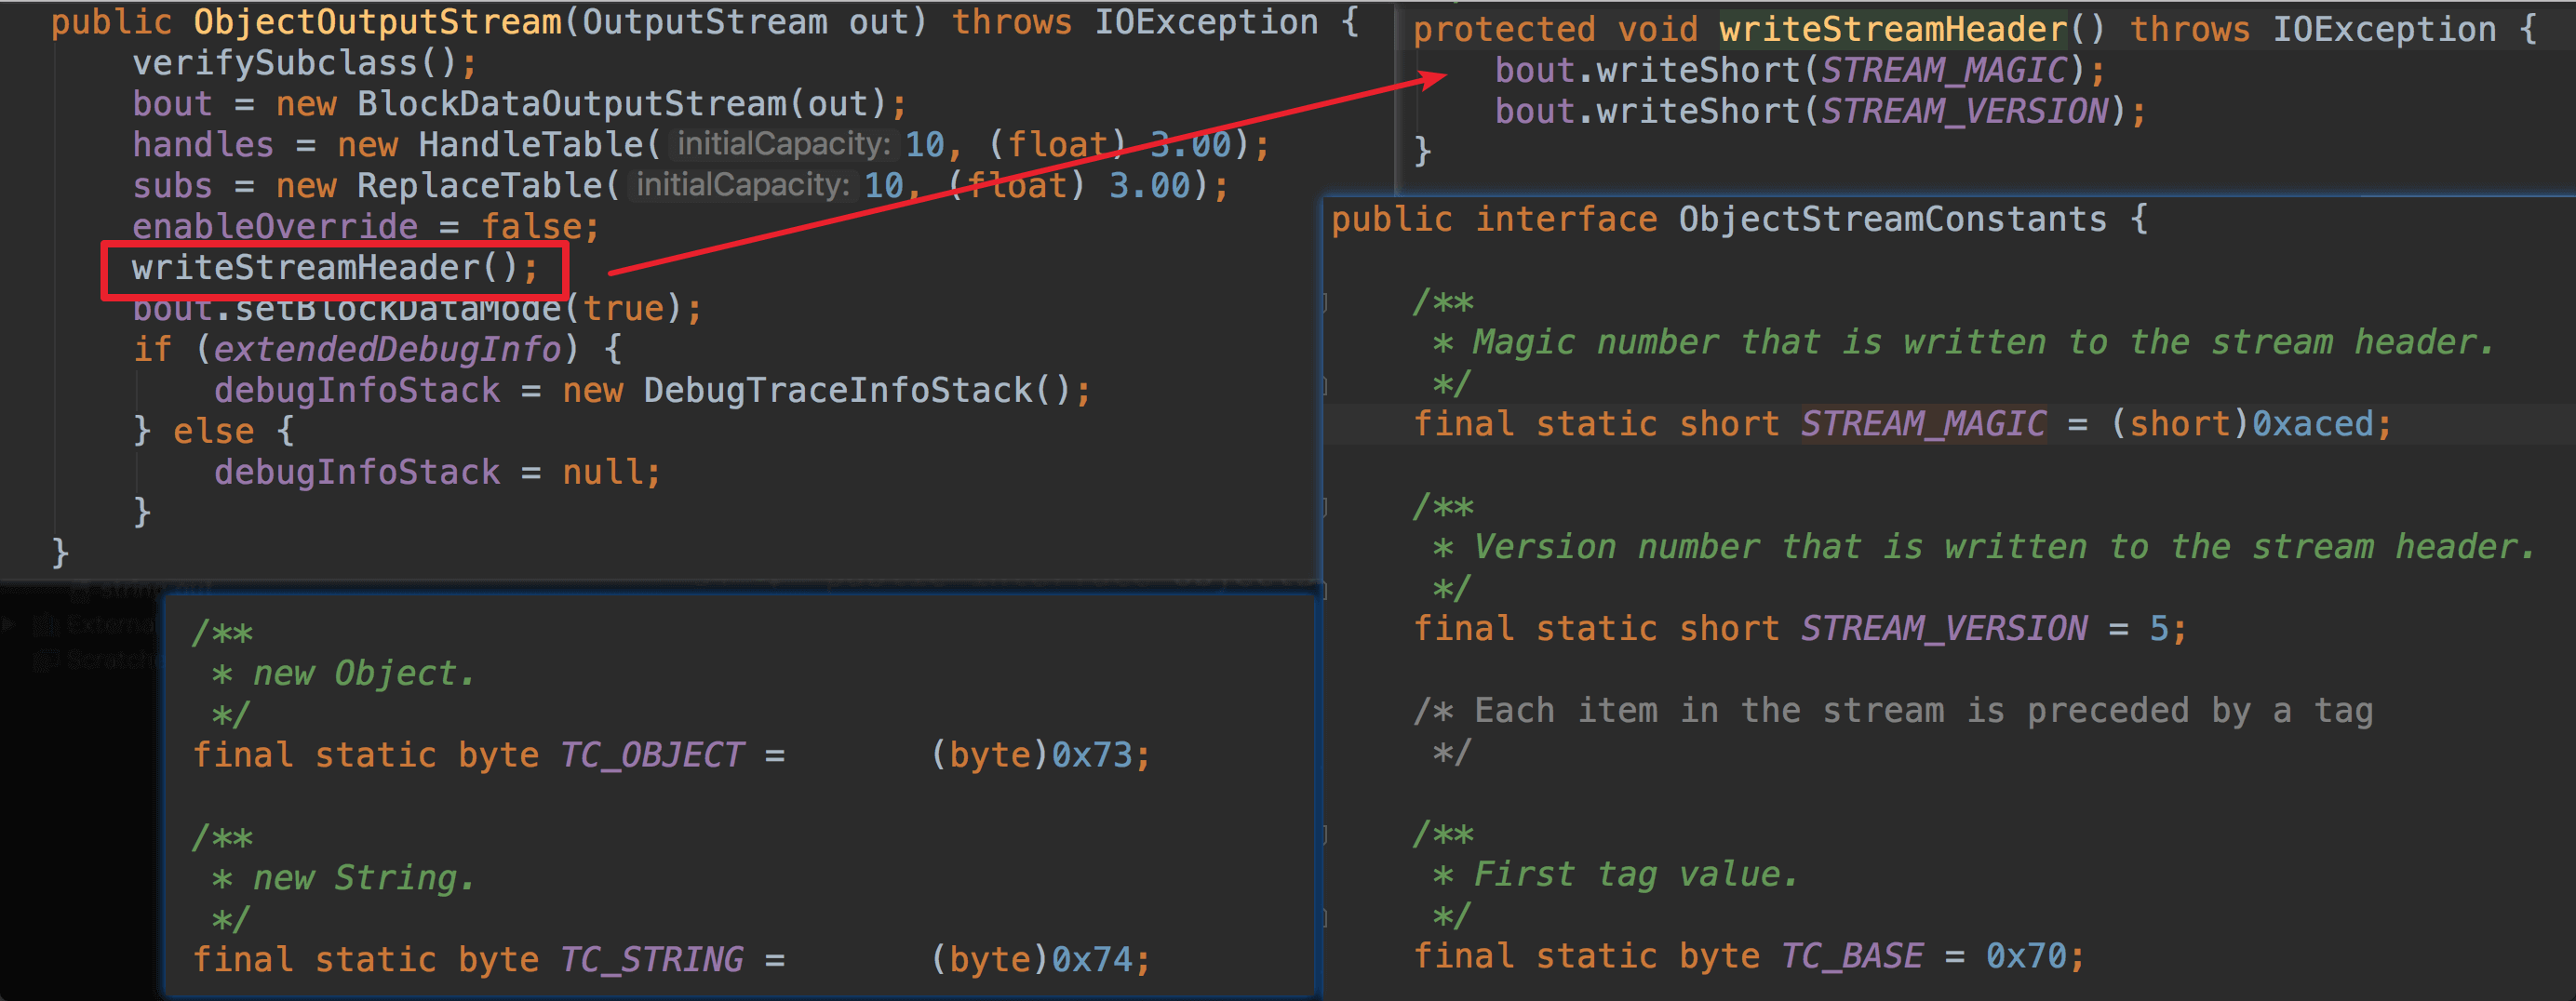 public ObjectOutputStream(OutputStream out) throws IOException {
verifySubclass();
bout = new BlockDataOutputStream(out);
handles = new HandleTable( initialCapacity: 10, (float) 3.00);
subs = new ReplaceTable( initialCapacity: 10, (float) 3.00);
enableOverride = false;
writeStreamHeader();
bout.setBlockDataMode(true);
if (extendedDebugInfo) {
debugInfoStack = new DebugTraceInfoStack();
} else {
debugInfoStack = null;
}
}
protected void writeStreamHeader() throws IOException {
bout.writeShort(STREAM_MAGIC);
bout.writeShort(STREAM_VERSION);
}
public interface ObjectStreamConstants {
/**
* Magic number that is written to the stream header.
*/
final static short STREAM_MAGIC = (short)0xaced;
/**
* Version number that is written to the stream header.
*/
final static short STREAM_VERSION = 5;
/* Each item in the stream is preceded by a tag
*/
/**
* First tag value.
*/
final static byte TC_BASE = 0x70;
/**
* new Object.
*/
final static byte TC_OBJECT = (byte)0x73;
/**
* new String.
*/
final static byte TC_STRING = (byte)0x74;